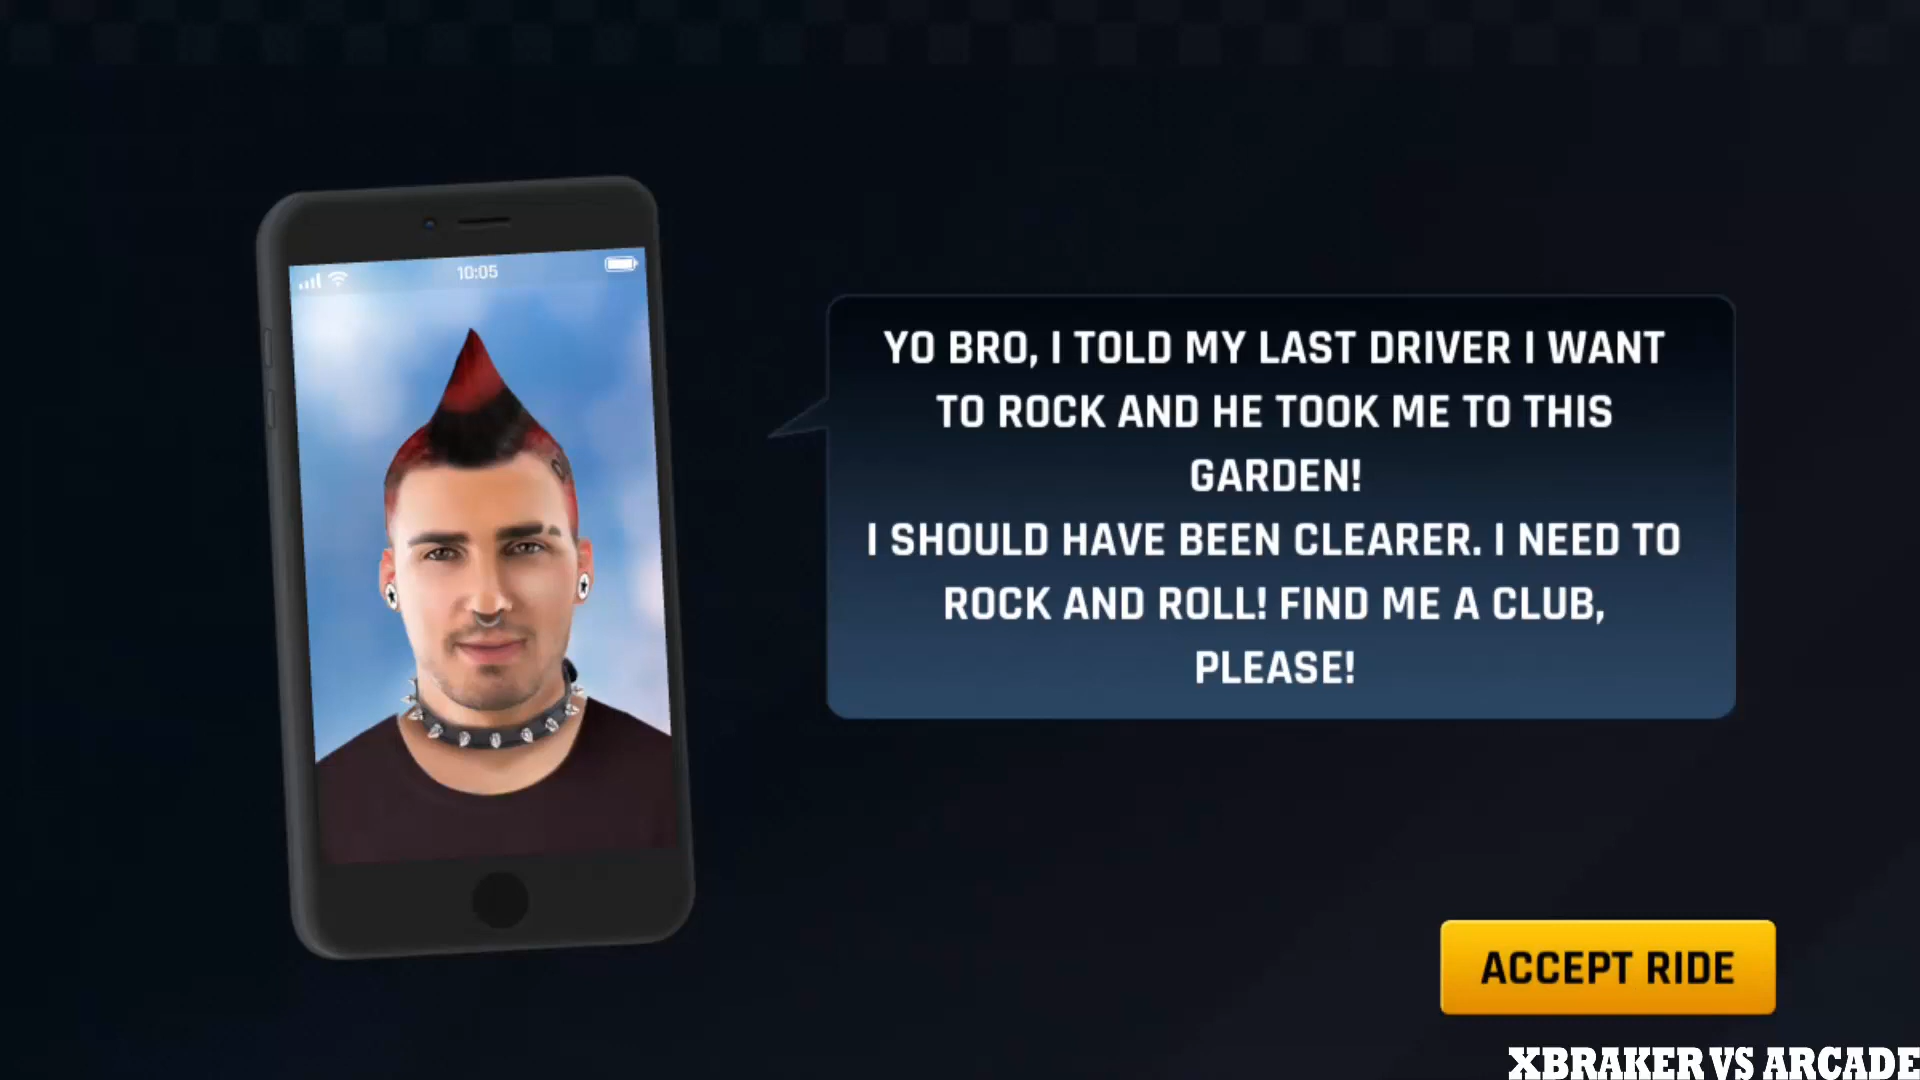 10:05
YO BRO, I TOLD MY LAST DRIVER I WANT
TO ROCK AND HE TOOK ME TO THIS
GARDEN!
I SHOULD HAVE BEEN CLEARER. I NEED TO
ROCK AND ROLL! FIND ME A CLUB,
PLEASE!
ACCEPT RIDE
XBRAKER VS ARCADE